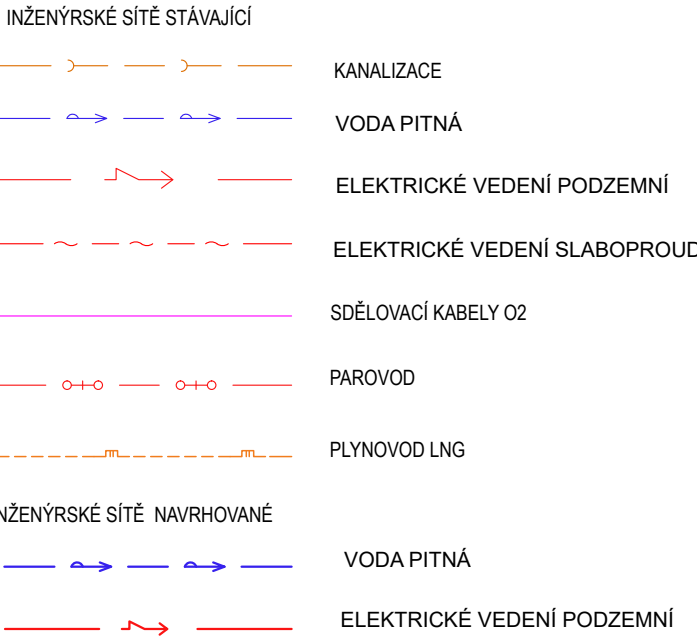 INŽENÝRSKÉ SÍTĚ STÁVAJÍCÍ
KANALIZACE
VODA PITNÁ
ELEKTRICKÉ VEDENÍ PODZEMNÍ
ELEKTRICKÉ VEDENÍ SLABOPROUD
SDĚLOVACÍ KABELY O2
PAROVOD
PLYNOVOD LNG
NŽENÝRSKÉ SÍTĚ NAVRHOVANÉ
VODA PITNÁ
ELEKTRICKÉ VEDENÍ PODZEMNÍ